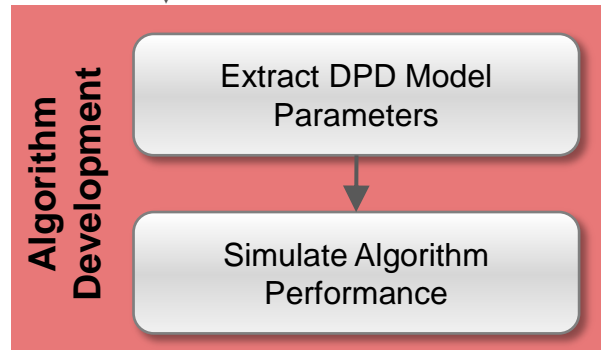 Algorithm
Development
Extract DPD Model
Parameters
Simulate Algorithm
Performance